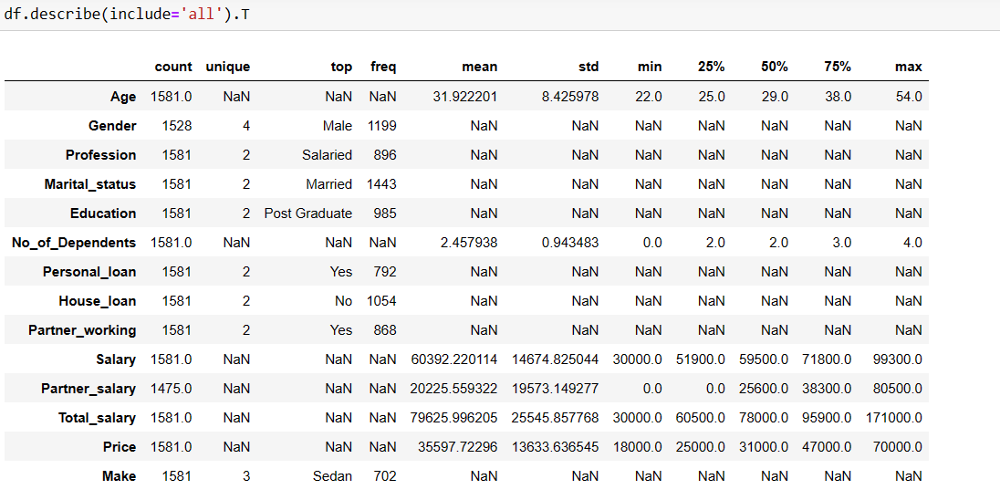 df.describe(include='all').T
count unique top freq mean std min 25% 50% 75% max
Age 1581.0 NaN NaN NaN 31.922201 8.425978 22.0 25.0 29.0 38.0 54.0
Gender 1528 4 Male 1199 NaN NaN NaN NaN NaN NaN NaN
Profession 1581 2 Salaried 896 NaN NaN NaN NaN NaN NaN NaN
Marital_status 1581 2 Married 1443 NaN NaN NaN NaN NaN NaN NaN
Education 1581 2 Post Graduate 985 NaN NaN NaN NaN NaN NaN NaN
No_of_Dependents 1581.0 NaN NaN NaN 2.457938 0.943483 0.0 2.0 2.0 3.0 4.0
Personal_loan 1581 2 Yes 792 NaN NaN NaN NaN NaN NaN NaN
House_loan 1581 2 No 1054 NaN NaN NaN NaN NaN NaN NaN
Partner_working 1581 2 Yes 868 NaN NaN NaN NaN NaN NaN NaN
Salary 1581.0 NaN NaN NaN 60392.220114 14674.825044 30000.0 51900.0 59500.0 71800.0 99300.0
Partner_salary 1475.0 NaN NaN NaN 20225.559322 19573.149277 0.0 0.0 25600.0 38300.0 80500.0
Total_salary 1581.0 NaN NaN NaN 79625.996205 25545.857768 30000.0 60500.0 78000.0 95900.0 171000.0
Price 1581.0 NaN NaN NaN 35597.72296 13633.636545 18000.0 25000.0 31000.0 47000.0 70000.0
Make 1581 3 Sedan 702 NaN NaN NaN NaN NaN NaN NaN